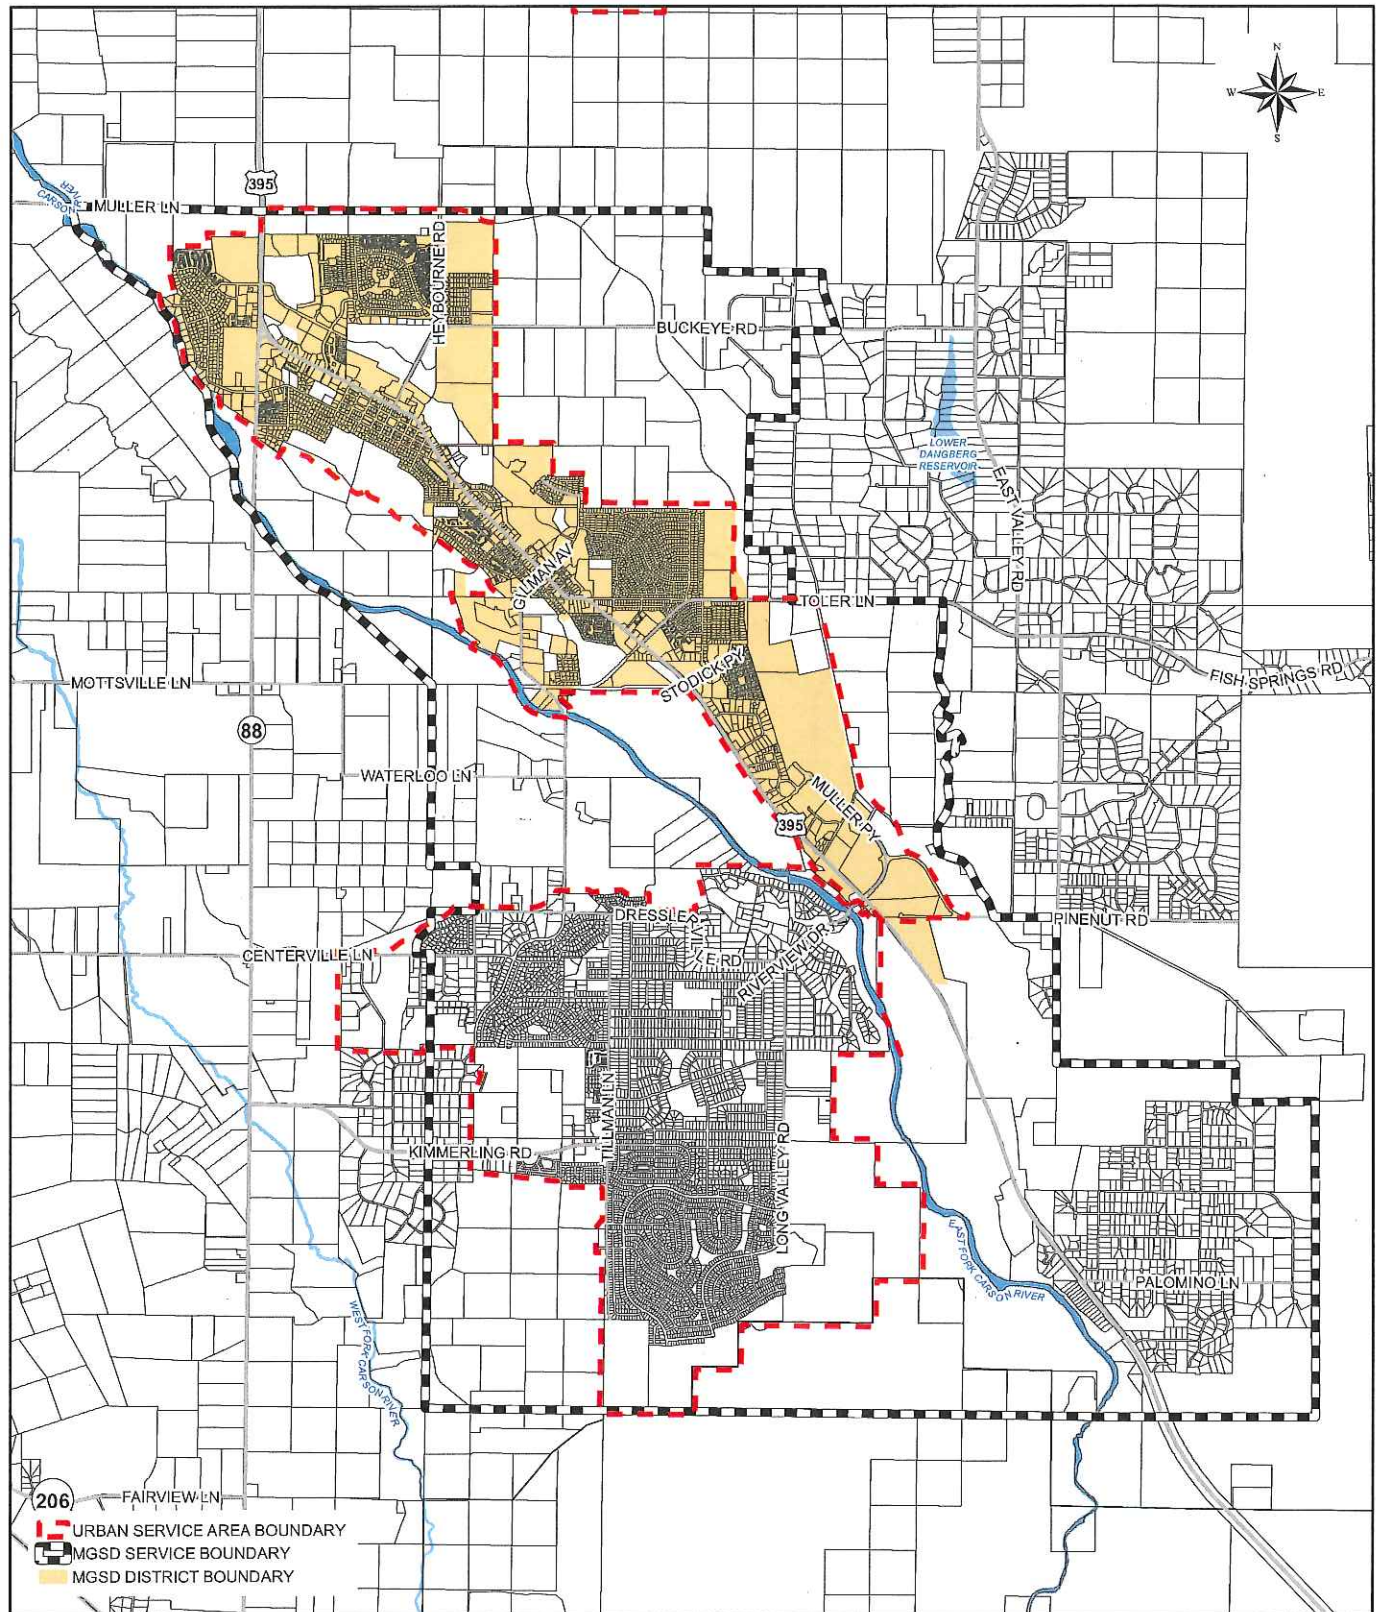 N
W E
S
395
CARSON RIVER
MULLER LN
HEYBOURNE RD
BUCKEYE RD
LOWER
DANGBERG
RESERVOIR
EAST VALLEY RD
GILMAN AV
TOLER LN
FISH SPRINGS RD
STODICK PY
MOTTSVILLE LN
88
WATERLOO LN
MULLER PY
395
DRESSLE
PINENUT RD
CENTERVILLE LN
RIVERVIEW DR
TILLMAN LN
LONG VALLEY RD
KIMMERLING RD
EAST FORK CARSON RIVER
PALOMINO LN
WEST FORK CARSON RIVER
206
FAIRVIEW LN
URBAN SERVICE AREA BOUNDARY
MGSD SERVICE BOUNDARY
MGSD DISTRICT BOUNDARY